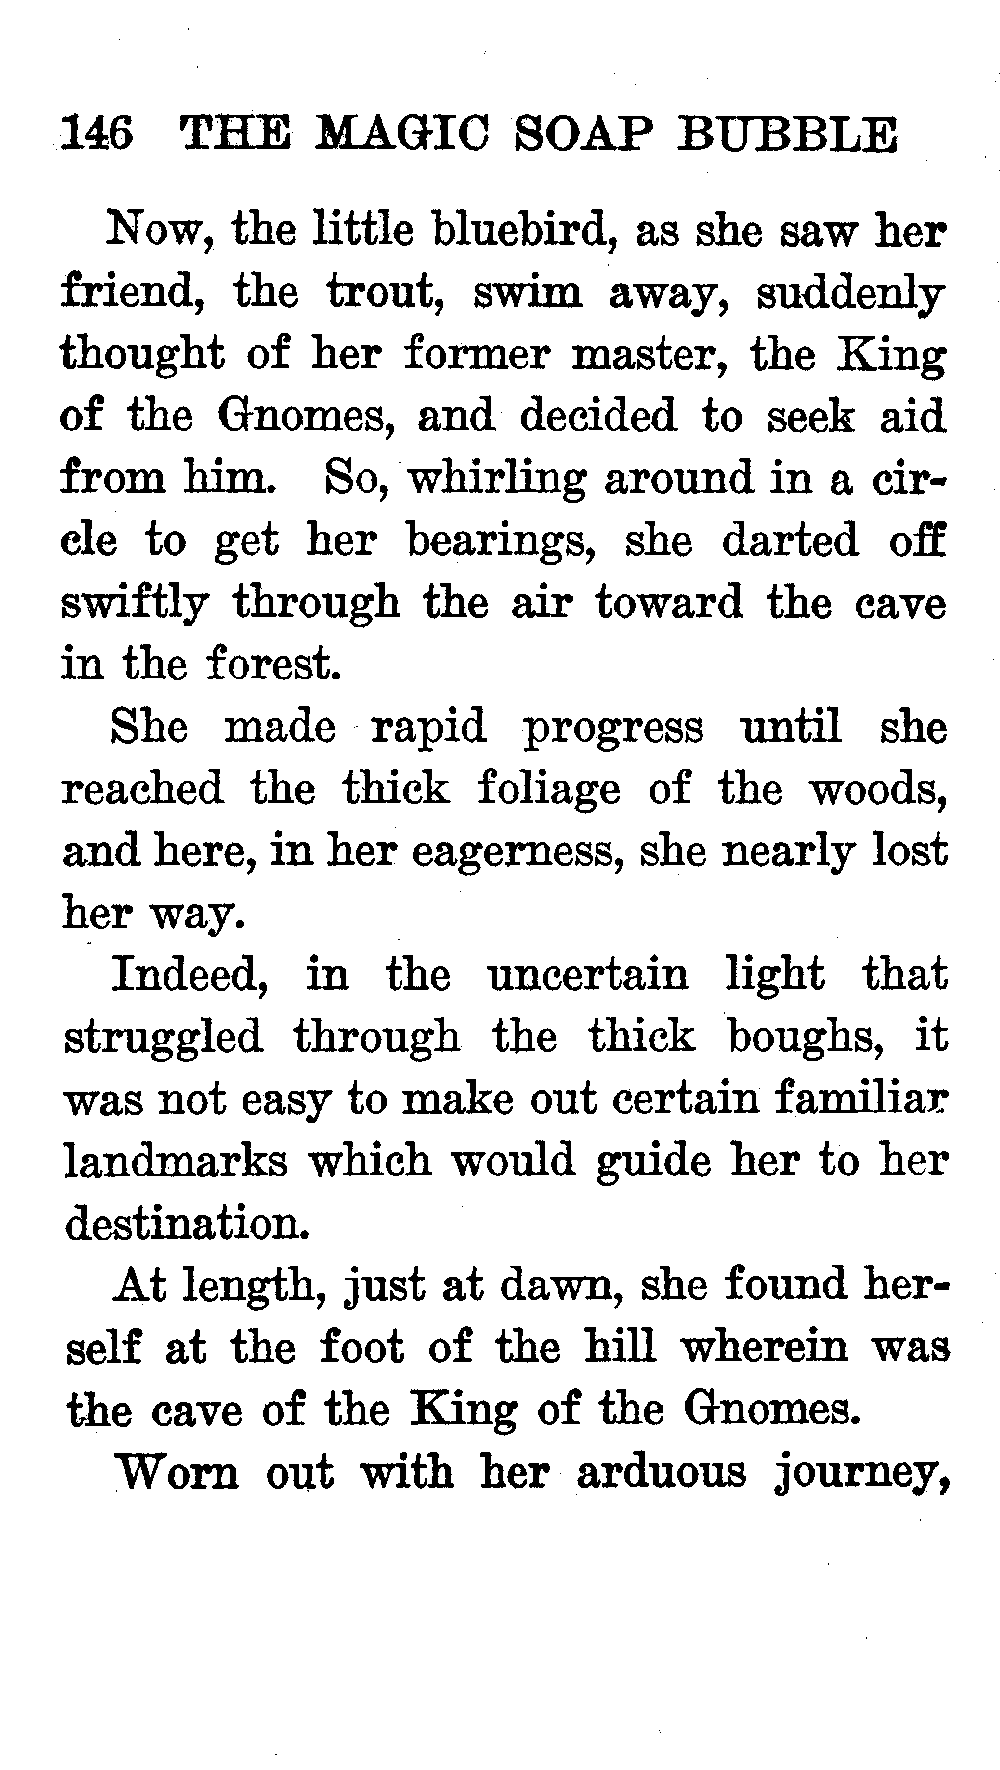 146 THE MAGIC SOAP BUBBLE
Now, the little bluebird, as she saw her
friend, the trout, swim away, suddenly
thought of her former master, the King
of the Gnomes, and decided to seek aid
from him. So, whirling around in a cir-
cle to get her bearings, she darted off
swiftly through the air toward the cave
in the forest.
She made rapid progress until she
reached the thick foliage of the woods,
and here, in her eagerness, she nearly lost
her way.
Indeed, in the uncertain light that
struggled through the thick boughs, it
was not easy to make out certain familiar
landmarks which would guide her to her
destination.
At length, just at dawn, she found her-
self at the foot of the hill wherein was
the cave of the King of the Gnomes.
Worn out with her arduous journey,